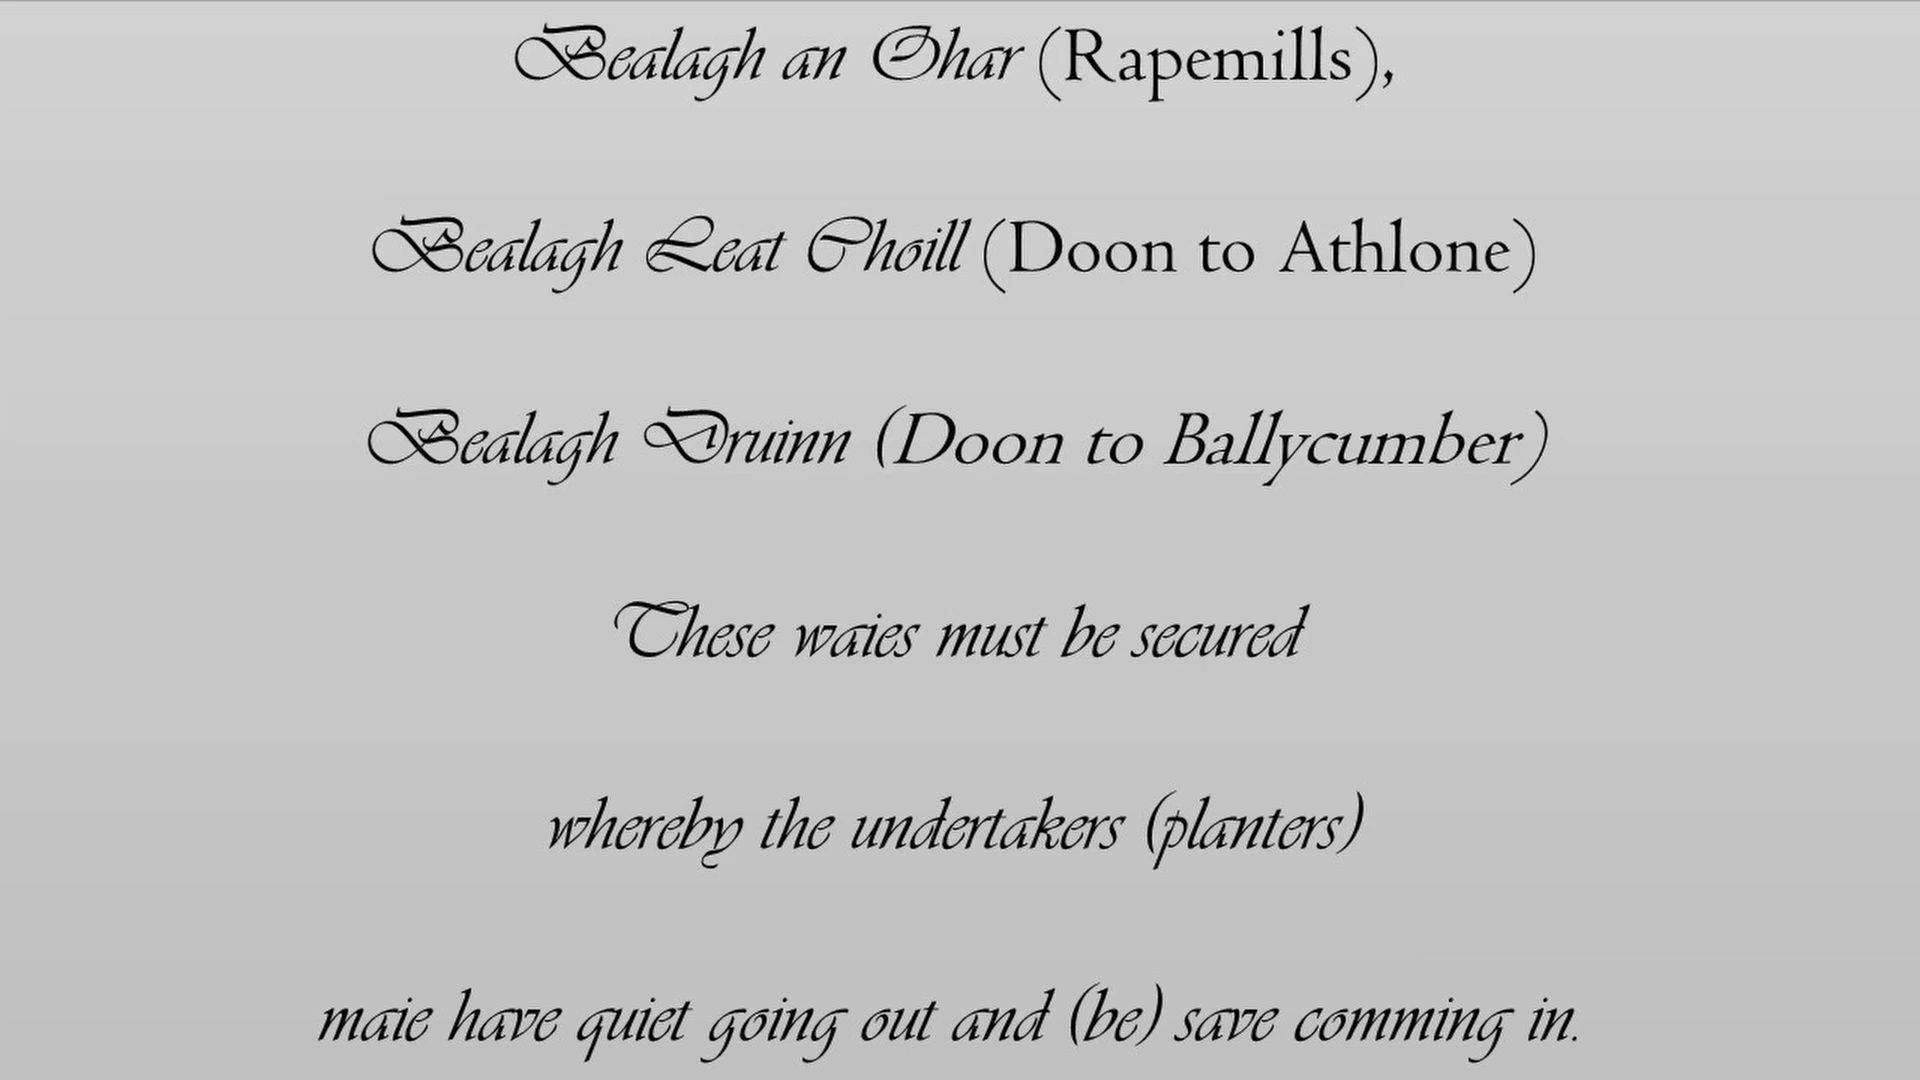 Bealagh an Ohar (Rapemills),
Bealagh Leat Choill (Doon to Athlone)
Bealagh Druinn (Doon to Ballycumber)
These waies must be secured
whereby the undertakers (planters)
maie have quiet going out and (be) save comming in.